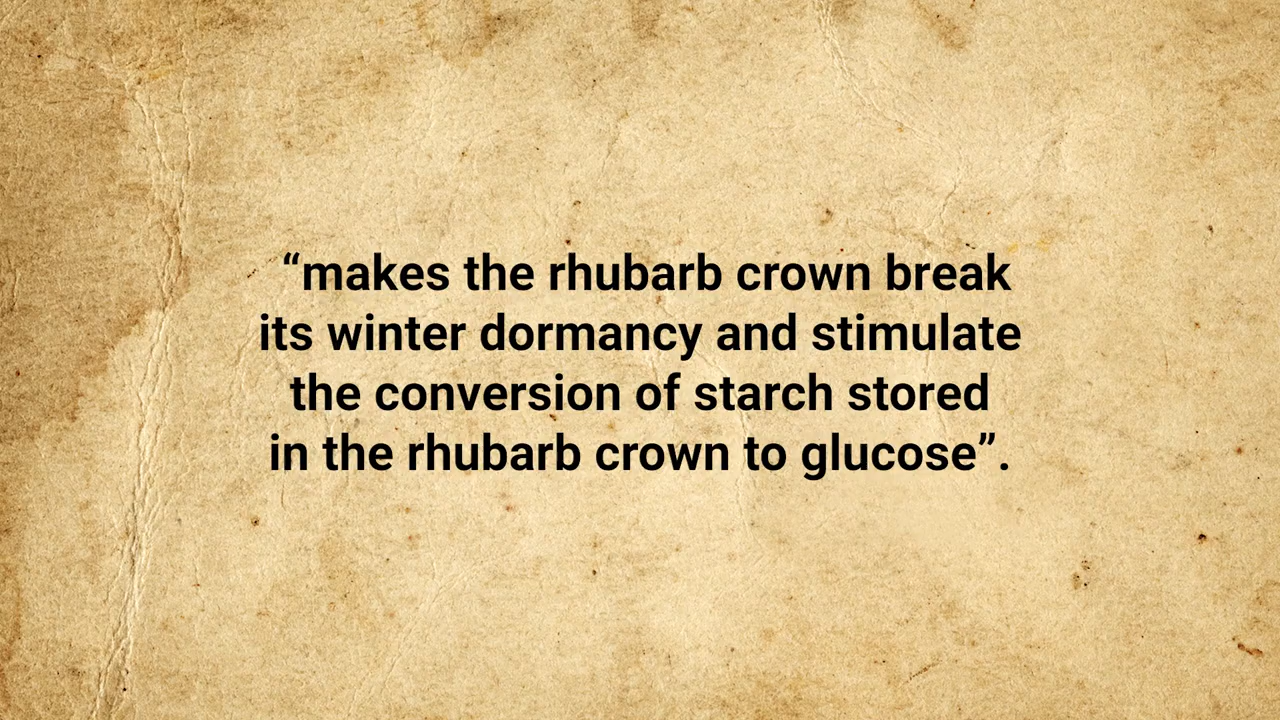 “makes the rhubarb crown break
its winter dormancy and stimulate
the conversion of starch stored
in the rhubarb crown to glucose”.